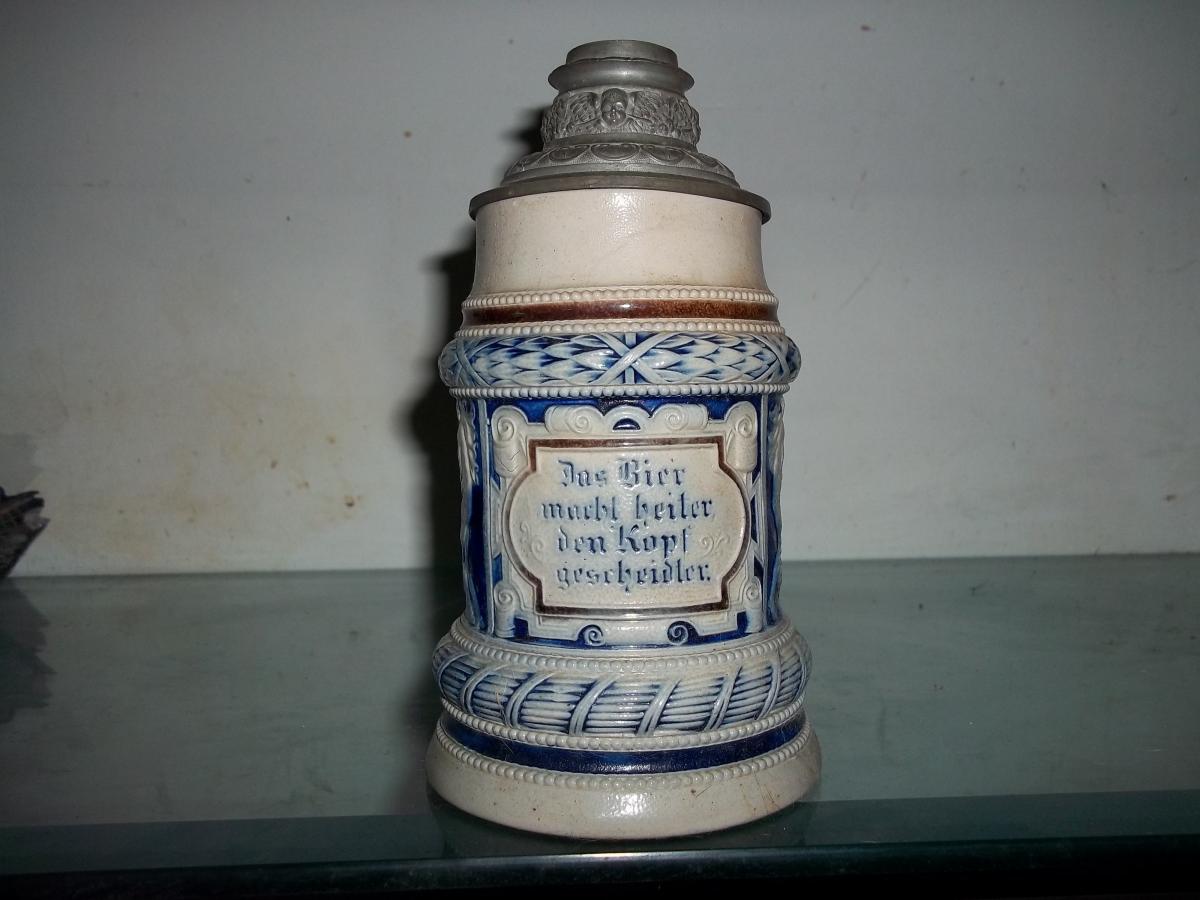 Das Bier
macht heiter
den Kopf
gescheidter.